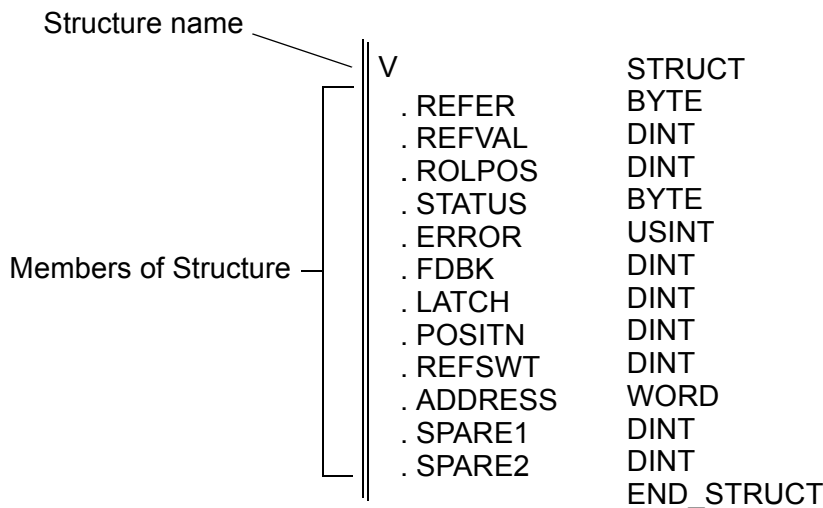 Structure name
V STRUCT
. REFER BYTE
. REFVAL DINT
. ROLPOS DINT
. STATUS BYTE
. ERROR USINT
Members of Structure
. FDBK DINT
. LATCH DINT
. POSITN DINT
. REFSWT DINT
. ADDRESS WORD
. SPARE1 DINT
. SPARE2 DINT
END_STRUCT